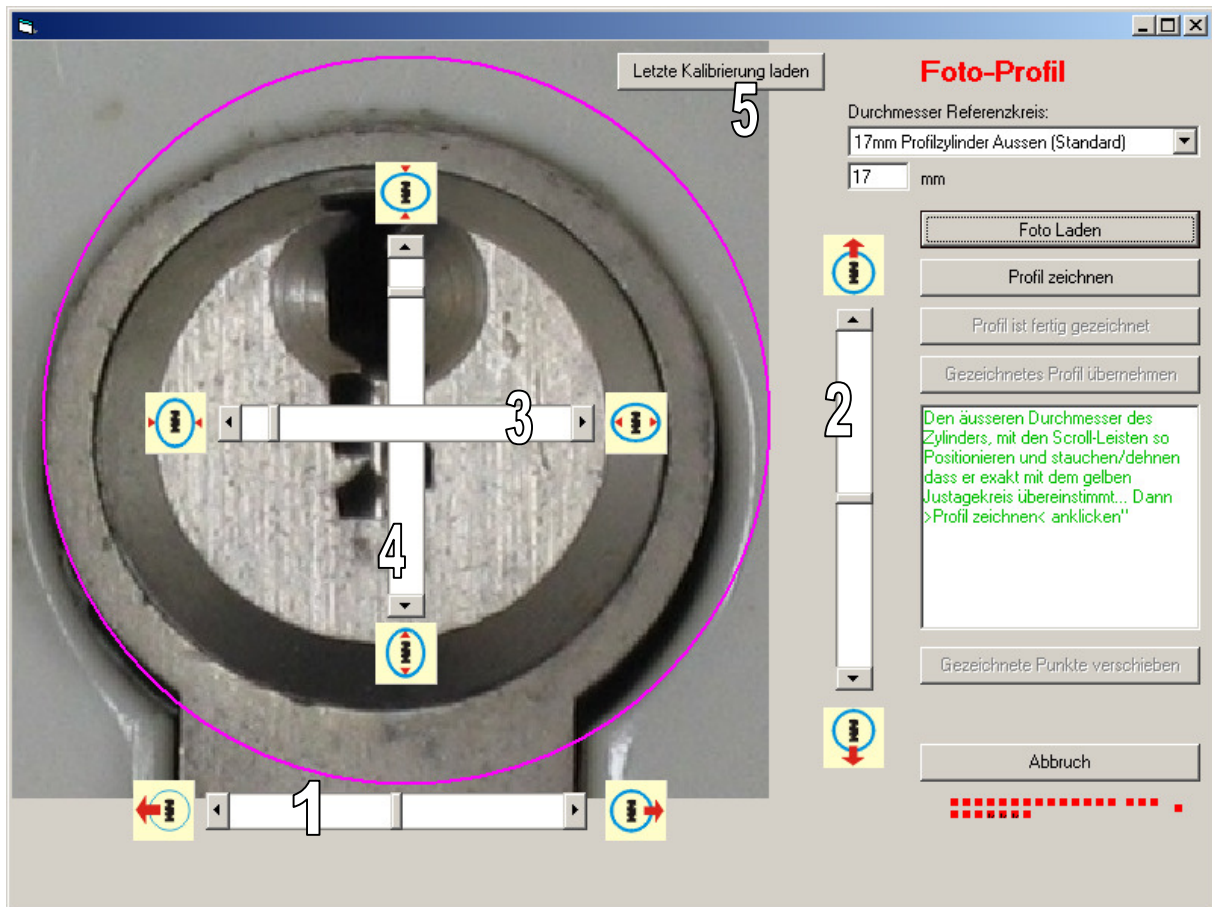 Letzte Kalibrierung laden
5
Foto-Profil
Durchmesser Referenzkreis:
17mm Profilzylinder Aussen (Standard)
17 mm
Foto Laden
Profil zeichnen
Profil ist fertig gezeichnet
Gezeichnetes Profil übernehmen
2
3
Den äusseren Durchmesser des
Zylinders, mit den Scroll-Leisten so
Positionieren und stauchen/dehnen
dass er exakt mit dem gelben
Justagekreis übereinstimmt... Dann
>Profil zeichnen< anklicken"
4
Gezeichnete Punkte verschieben
Abbruch
1